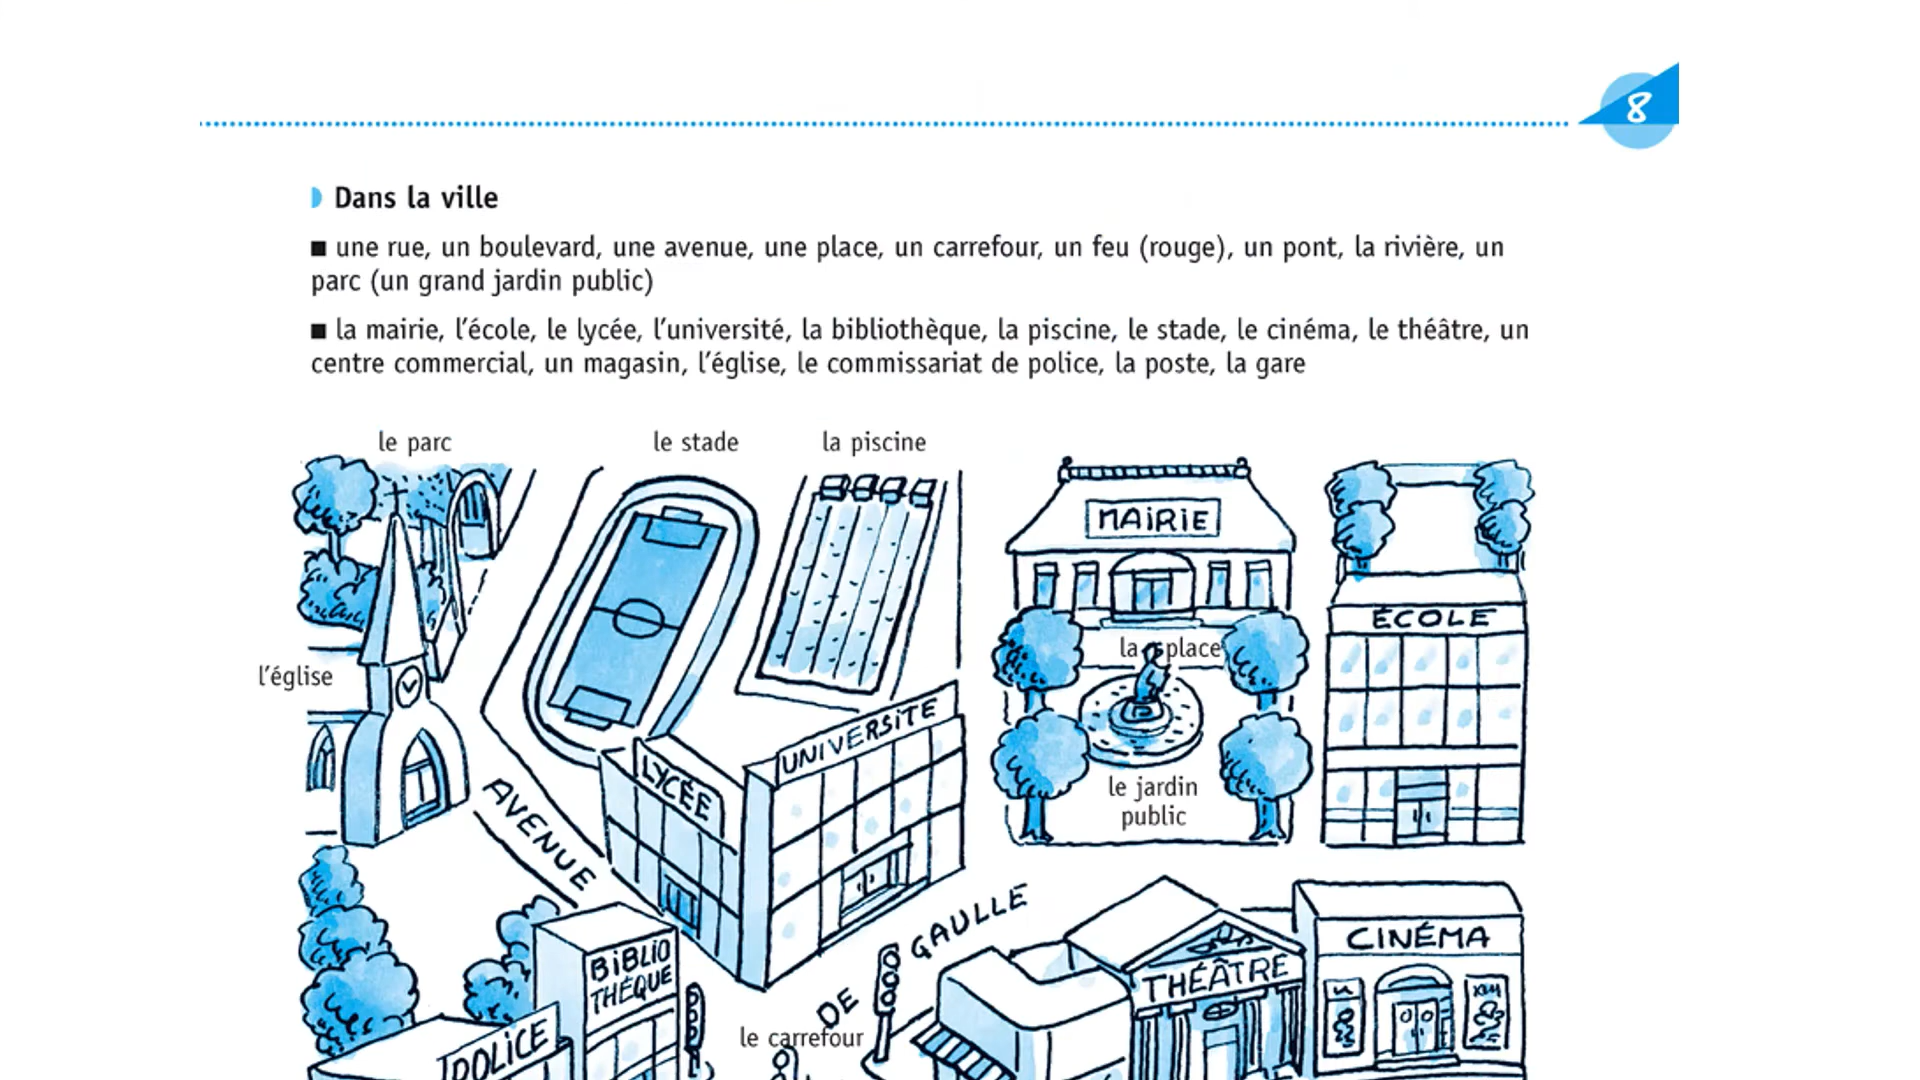 8
Dans la ville
■ une rue, un boulevard, une avenue, une place, un carrefour, un feu (rouge), un pont, la rivière, un
parc (un grand jardin public)
■ la mairie, l'école, le lycée, l'université, la bibliothèque, la piscine, le stade, le cinéma, le théâtre, un
centre commercial, un magasin, l'église, le commissariat de police, la poste, la gare
le parc
le stade
la piscine
MAIRIE
ÉCOLE
la place
l'église
UNIVERSITE
LYCÉE
le jardin
public
AVENUE
DE
GAULLE
CINÉMA
THÉÂTRE
BIBLIO
THÉQUE
le carrefour
POLICE